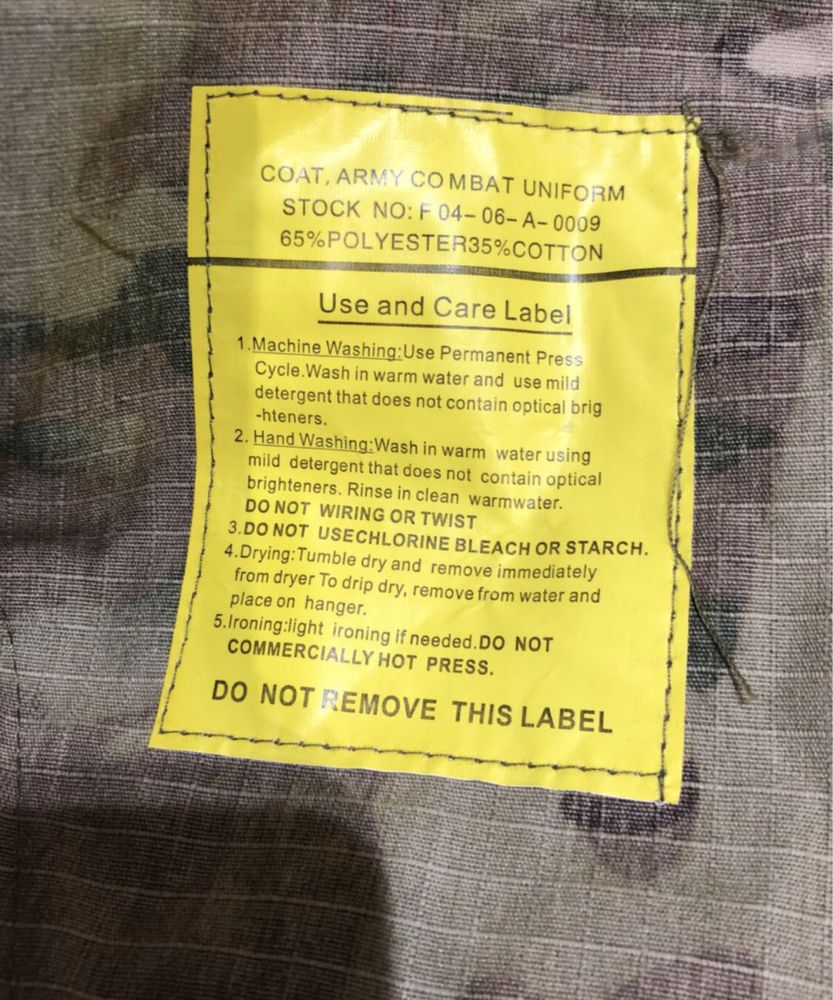 COAT, ARMY COMBAT UNIFORM
STOCK NO: F 04-06-A-0009
65%POLYESTER35%COTTON
Use and Care Label
1.Machine Washing:Use Permanent Press
Cycle.Wash in warm water and use mild
detergent that does not contain optical brig
-hteners.
2. Hand Washing:Wash in warm water using
mild detergent that does not contain optical
brighteners. Rinse in clean warmwater.
DO NOT WIRING OR TWIST
3.DO NOT USECHLORINE BLEACH OR STARCH.
4.Drying:Tumble dry and remove immediately
from dryer To drip dry, remove from water and
place on hanger.
5.Ironing:light ironing if needed.DO NOT
COMMERCIALLY HOT PRESS.
DO NOT REMOVE THIS LABEL